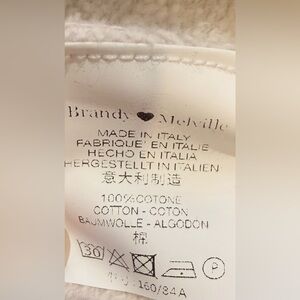 Brandy ♥ Melville
MADE IN ITALY
FABRIQUE' EN ITALIE
HECHO EN ITALIA
HERGESTELLT IN ITALIEN
意大利制造
100%COTONE
COTTON - COTON
BAUMWOLLE - ALGODON
棉
30 P
160/84A